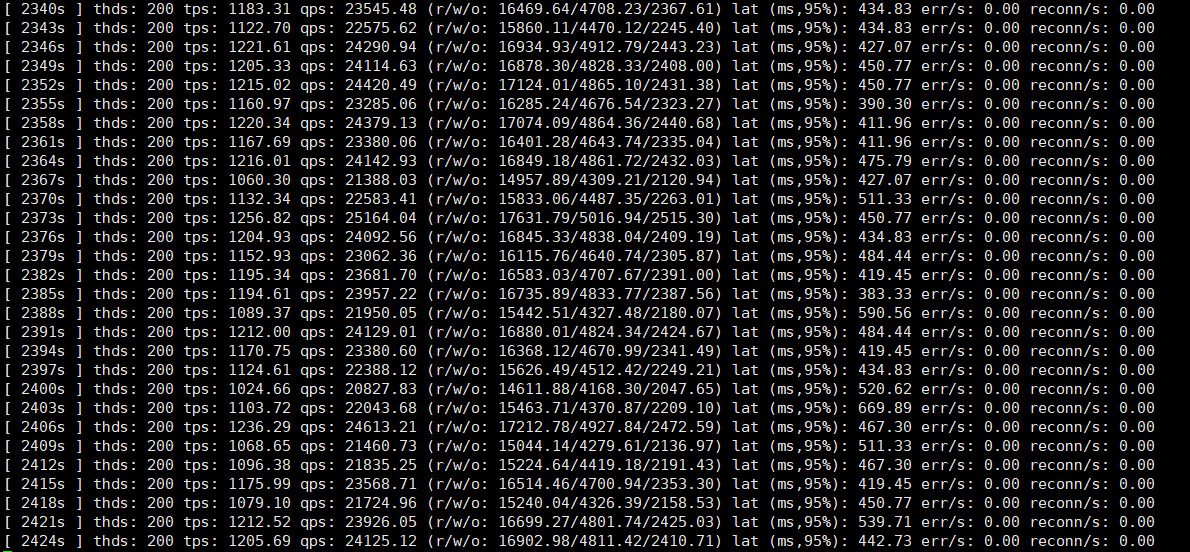 [ 2340s ] thds: 200 tps: 1183.31 qps: 23545.48 (r/w/o: 16469.64/4708.23/2367.61) lat (ms,95%): 434.83 err/s: 0.00 reconn/s: 0.00
[ 2343s ] thds: 200 tps: 1122.70 qps: 22575.62 (r/w/o: 15860.11/4470.12/2245.40) lat (ms,95%): 434.83 err/s: 0.00 reconn/s: 0.00
[ 2346s ] thds: 200 tps: 1221.61 qps: 24290.94 (r/w/o: 16934.93/4912.79/2443.23) lat (ms,95%): 427.07 err/s: 0.00 reconn/s: 0.00
[ 2349s ] thds: 200 tps: 1205.33 qps: 24114.63 (r/w/o: 16878.30/4828.33/2408.00) lat (ms,95%): 450.77 err/s: 0.00 reconn/s: 0.00
[ 2352s ] thds: 200 tps: 1215.02 qps: 24420.49 (r/w/o: 17124.01/4865.10/2431.38) lat (ms,95%): 450.77 err/s: 0.00 reconn/s: 0.00
[ 2355s ] thds: 200 tps: 1160.97 qps: 23285.06 (r/w/o: 16285.24/4676.54/2323.27) lat (ms,95%): 390.30 err/s: 0.00 reconn/s: 0.00
[ 2358s ] thds: 200 tps: 1220.34 qps: 24379.13 (r/w/o: 17074.09/4864.36/2440.68) lat (ms,95%): 411.96 err/s: 0.00 reconn/s: 0.00
[ 2361s ] thds: 200 tps: 1167.69 qps: 23380.06 (r/w/o: 16401.28/4643.74/2335.04) lat (ms,95%): 411.96 err/s: 0.00 reconn/s: 0.00
[ 2364s ] thds: 200 tps: 1216.01 qps: 24142.93 (r/w/o: 16849.18/4861.72/2432.03) lat (ms,95%): 475.79 err/s: 0.00 reconn/s: 0.00
[ 2367s ] thds: 200 tps: 1060.30 qps: 21388.03 (r/w/o: 14957.89/4309.21/2120.94) lat (ms,95%): 427.07 err/s: 0.00 reconn/s: 0.00
[ 2370s ] thds: 200 tps: 1132.34 qps: 22583.41 (r/w/o: 15833.06/4487.35/2263.01) lat (ms,95%): 511.33 err/s: 0.00 reconn/s: 0.00
[ 2373s ] thds: 200 tps: 1256.82 qps: 25164.04 (r/w/o: 17631.79/5016.94/2515.30) lat (ms,95%): 450.77 err/s: 0.00 reconn/s: 0.00
[ 2376s ] thds: 200 tps: 1204.93 qps: 24092.56 (r/w/o: 16845.33/4838.04/2409.19) lat (ms,95%): 434.83 err/s: 0.00 reconn/s: 0.00
[ 2379s ] thds: 200 tps: 1152.93 qps: 23062.36 (r/w/o: 16115.76/4640.74/2305.87) lat (ms,95%): 484.44 err/s: 0.00 reconn/s: 0.00
[ 2382s ] thds: 200 tps: 1195.34 qps: 23681.70 (r/w/o: 16583.03/4707.67/2391.00) lat (ms,95%): 419.45 err/s: 0.00 reconn/s: 0.00
[ 2385s ] thds: 200 tps: 1194.61 qps: 23957.22 (r/w/o: 16735.89/4833.77/2387.56) lat (ms,95%): 383.33 err/s: 0.00 reconn/s: 0.00
[ 2388s ] thds: 200 tps: 1089.37 qps: 21950.05 (r/w/o: 15442.51/4327.48/2180.07) lat (ms,95%): 590.56 err/s: 0.00 reconn/s: 0.00
[ 2391s ] thds: 200 tps: 1212.00 qps: 24129.01 (r/w/o: 16880.01/4824.34/2424.67) lat (ms,95%): 484.44 err/s: 0.00 reconn/s: 0.00
[ 2394s ] thds: 200 tps: 1170.75 qps: 23380.60 (r/w/o: 16368.12/4670.99/2341.49) lat (ms,95%): 419.45 err/s: 0.00 reconn/s: 0.00
[ 2397s ] thds: 200 tps: 1124.61 qps: 22388.12 (r/w/o: 15626.49/4512.42/2249.21) lat (ms,95%): 434.83 err/s: 0.00 reconn/s: 0.00
[ 2400s ] thds: 200 tps: 1024.66 qps: 20827.83 (r/w/o: 14611.88/4168.30/2047.65) lat (ms,95%): 520.62 err/s: 0.00 reconn/s: 0.00
[ 2403s ] thds: 200 tps: 1103.72 qps: 22043.68 (r/w/o: 15463.71/4370.87/2209.10) lat (ms,95%): 669.89 err/s: 0.00 reconn/s: 0.00
[ 2406s ] thds: 200 tps: 1236.29 qps: 24613.21 (r/w/o: 17212.78/4927.84/2472.59) lat (ms,95%): 467.30 err/s: 0.00 reconn/s: 0.00
[ 2409s ] thds: 200 tps: 1068.65 qps: 21460.73 (r/w/o: 15044.14/4279.61/2136.97) lat (ms,95%): 511.33 err/s: 0.00 reconn/s: 0.00
[ 2412s ] thds: 200 tps: 1096.38 qps: 21835.25 (r/w/o: 15224.64/4419.18/2191.43) lat (ms,95%): 467.30 err/s: 0.00 reconn/s: 0.00
[ 2415s ] thds: 200 tps: 1175.99 qps: 23568.71 (r/w/o: 16514.46/4700.94/2353.30) lat (ms,95%): 419.45 err/s: 0.00 reconn/s: 0.00
[ 2418s ] thds: 200 tps: 1079.10 qps: 21724.96 (r/w/o: 15240.04/4326.39/2158.53) lat (ms,95%): 450.77 err/s: 0.00 reconn/s: 0.00
[ 2421s ] thds: 200 tps: 1212.52 qps: 23926.05 (r/w/o: 16699.27/4801.74/2425.03) lat (ms,95%): 539.71 err/s: 0.00 reconn/s: 0.00
[ 2424s ] thds: 200 tps: 1205.69 qps: 24125.12 (r/w/o: 16902.98/4811.42/2410.71) lat (ms,95%): 442.73 err/s: 0.00 reconn/s: 0.00